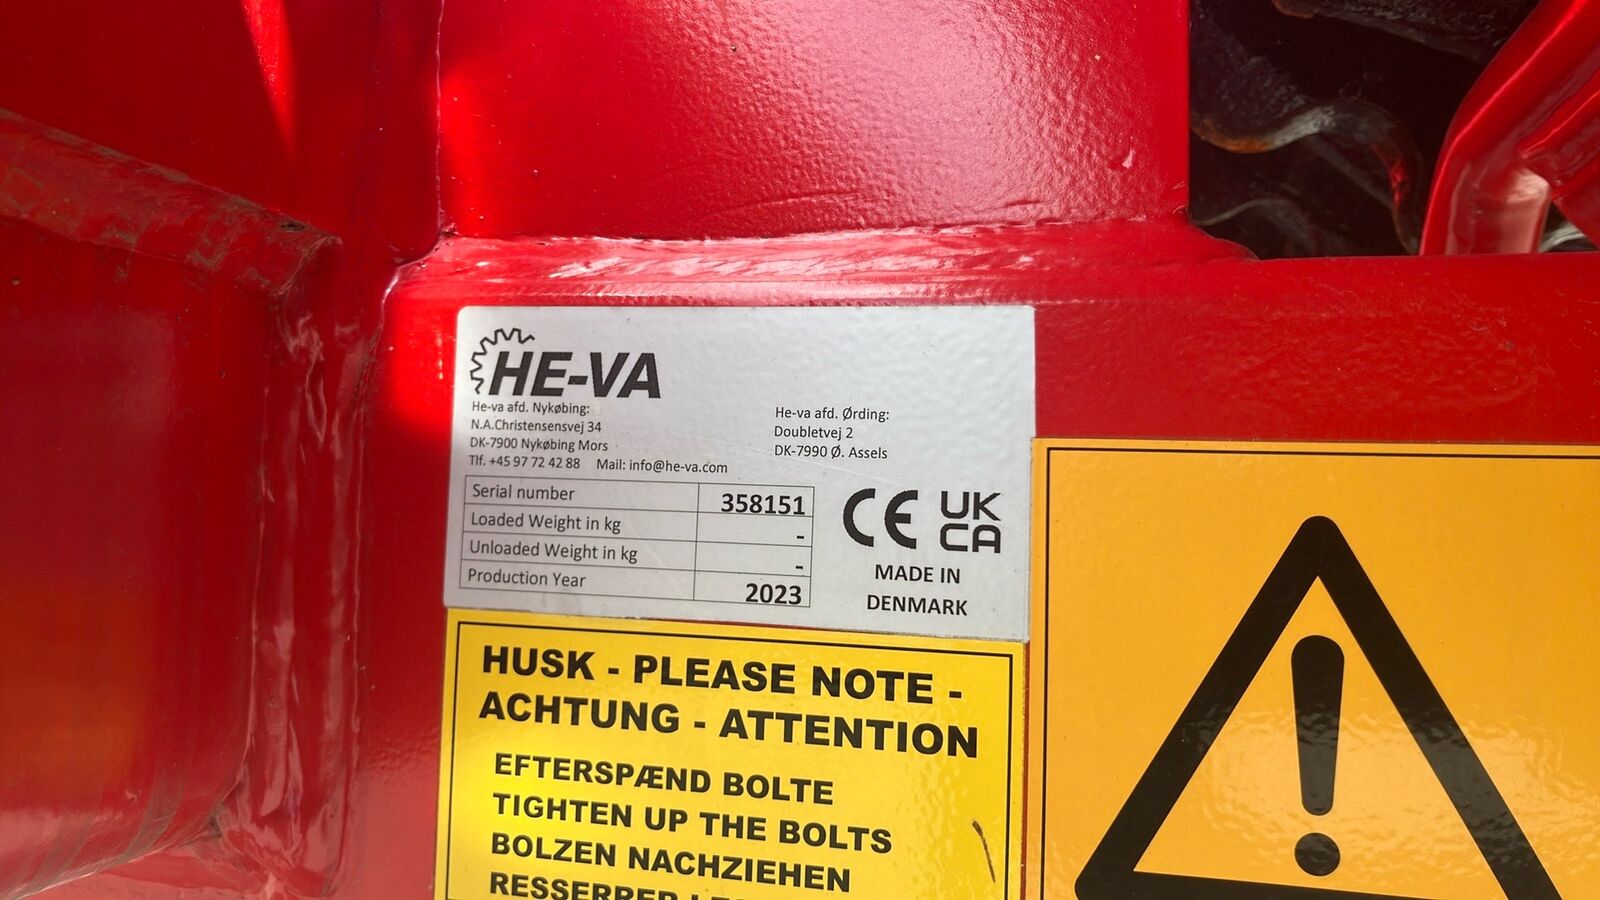 HE-VA
He-va afd. Nykøbing:
N.A.Christensensvej 34
DK-7900 Nykøbing Mors
Tlf. +45 97 72 42 88 Mail: info@he-va.com
He-va afd. Ørding:
Doubletvej 2
DK-7990 Ø. Assels
Serial number 358151
Loaded Weight in kg -
Unloaded Weight in kg -
Production Year 2023
CE UK
CA
MADE IN
DENMARK
HUSK - PLEASE NOTE -
ACHTUNG - ATTENTION
EFTERSPÆND BOLTE
TIGHTEN UP THE BOLTS
BOLZEN NACHZIEHEN
RESSERRER